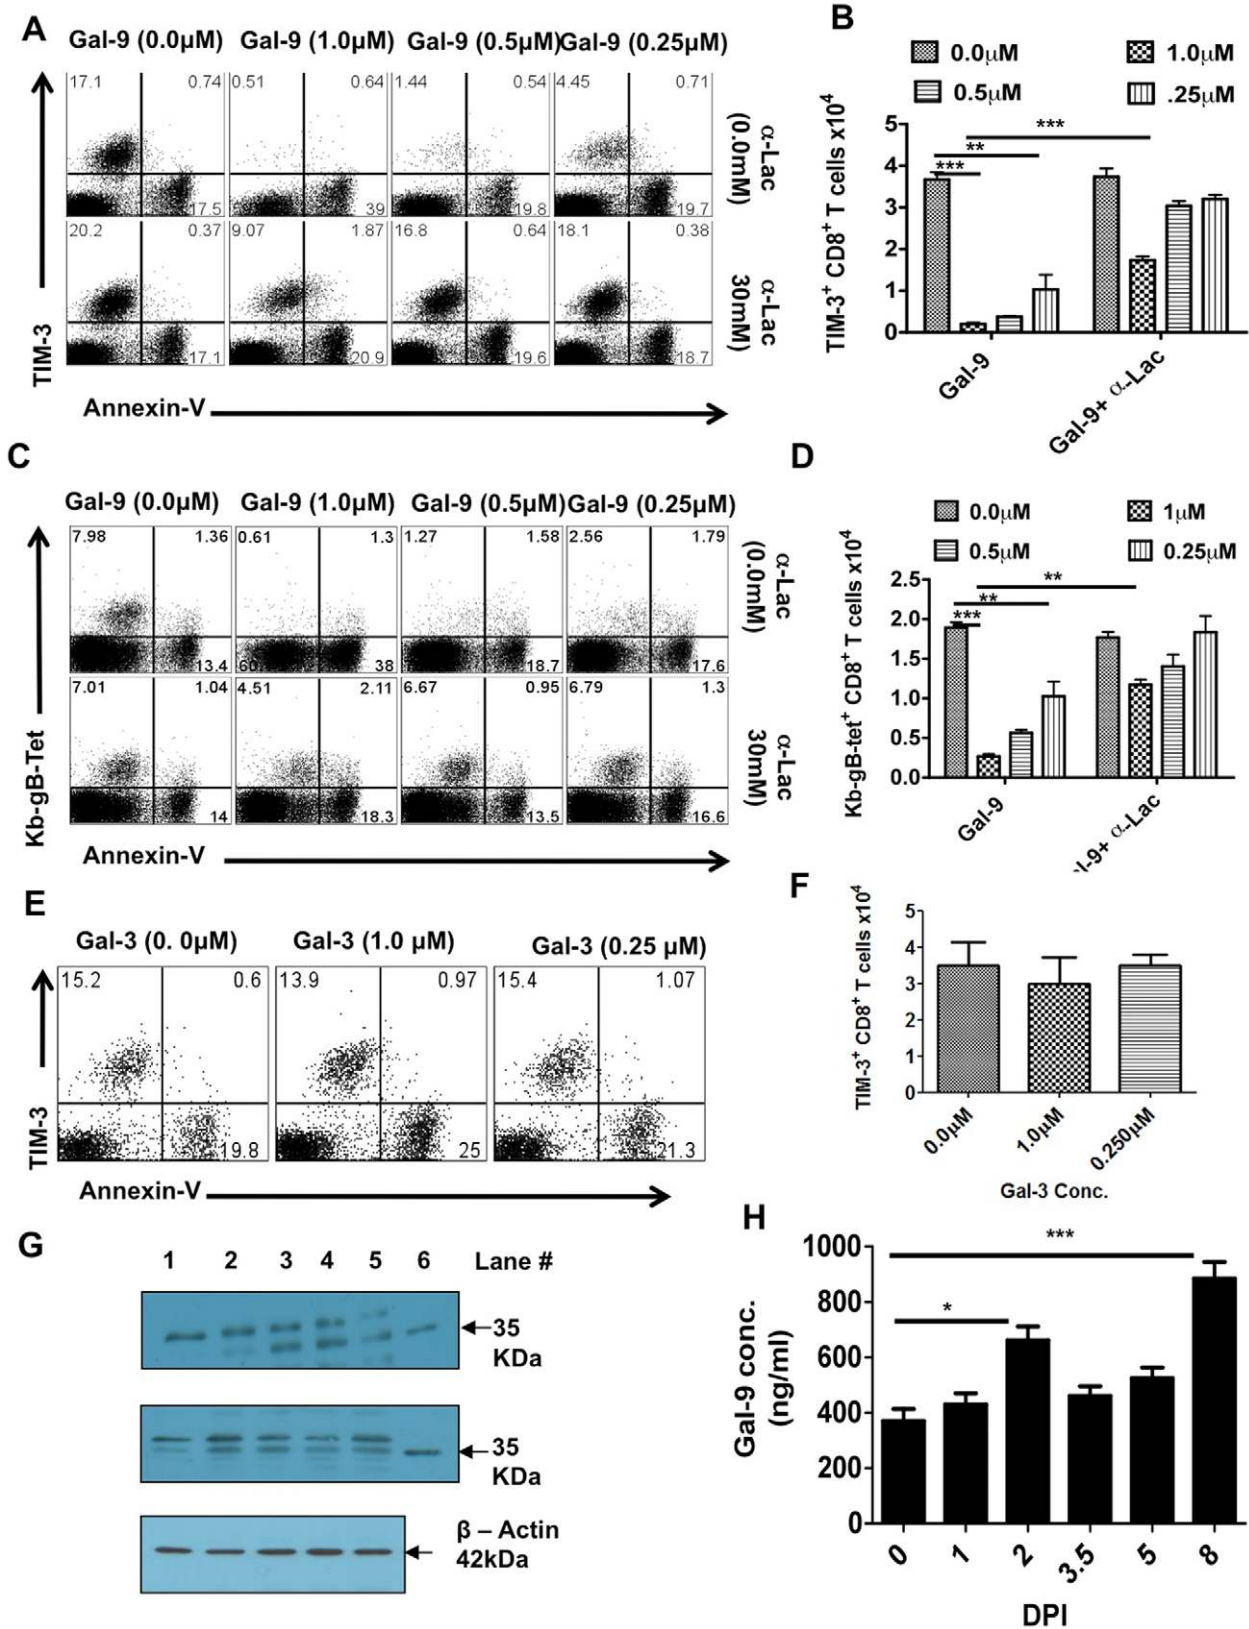 A
Gal-9 (0.0µM) Gal-9 (1.0µM) Gal-9 (0.5µM)Gal-9 (0.25µM)
17.1 0.74 0.51 0.64 1.44 0.54 4.45 0.71
17.5 39 19.8 19.7
α-Lac
(0.0mM)
20.2 0.37 9.07 1.87 16.8 0.64 18.1 0.38
17.1 20.9 19.6 18.7
α-Lac
30mM)
TIM-3
Annexin-V
B
0.0µM 1.0µM
0.5µM .25µM
TIM-3+ CD8+ T cells x10⁴
5
4
3
2
1
0
***
**
***
Gal-9
Gal-9+ α-Lac
C
Gal-9 (0.0µM) Gal-9 (1.0µM) Gal-9 (0.5µM)Gal-9 (0.25µM)
7.98 1.36 0.61 1.3 1.27 1.58 2.56 1.79
13.4 60 38 18.7 17.6
α-Lac
(0.0mM)
7.01 1.04 4.51 2.11 6.67 0.95 6.79 1.3
14 18.3 13.5 16.6
α-Lac
30mM)
Kb-gB-Tet
Annexin-V
D
0.0µM 1µM
0.5µM 0.25µM
Kb-gB-tet+ CD8+ T cells x10⁴
2.5
2.0
1.5
1.0
0.5
0.0
**
**
***
Gal-9
l-9+ α-Lac
E
Gal-3 (0. 0µM) Gal-3 (1.0 µM) Gal-3 (0.25 µM)
15.2 0.6 13.9 0.97 15.4 1.07
19.8 25 21.3
TIM-3
Annexin-V
F
TIM-3+ CD8+ T cells x10⁴
5
4
3
2
1
0
0.0µM 1.0µM 0.250µM
Gal-3 Conc.
G
1 2 3 4 5 6 Lane #
35
KDa
35
KDa
β – Actin
42kDa
H
Gal-9 conc.
(ng/ml)
1000
800
600
400
200
0
***
*
0 1 2 3.5 5 8
DPI